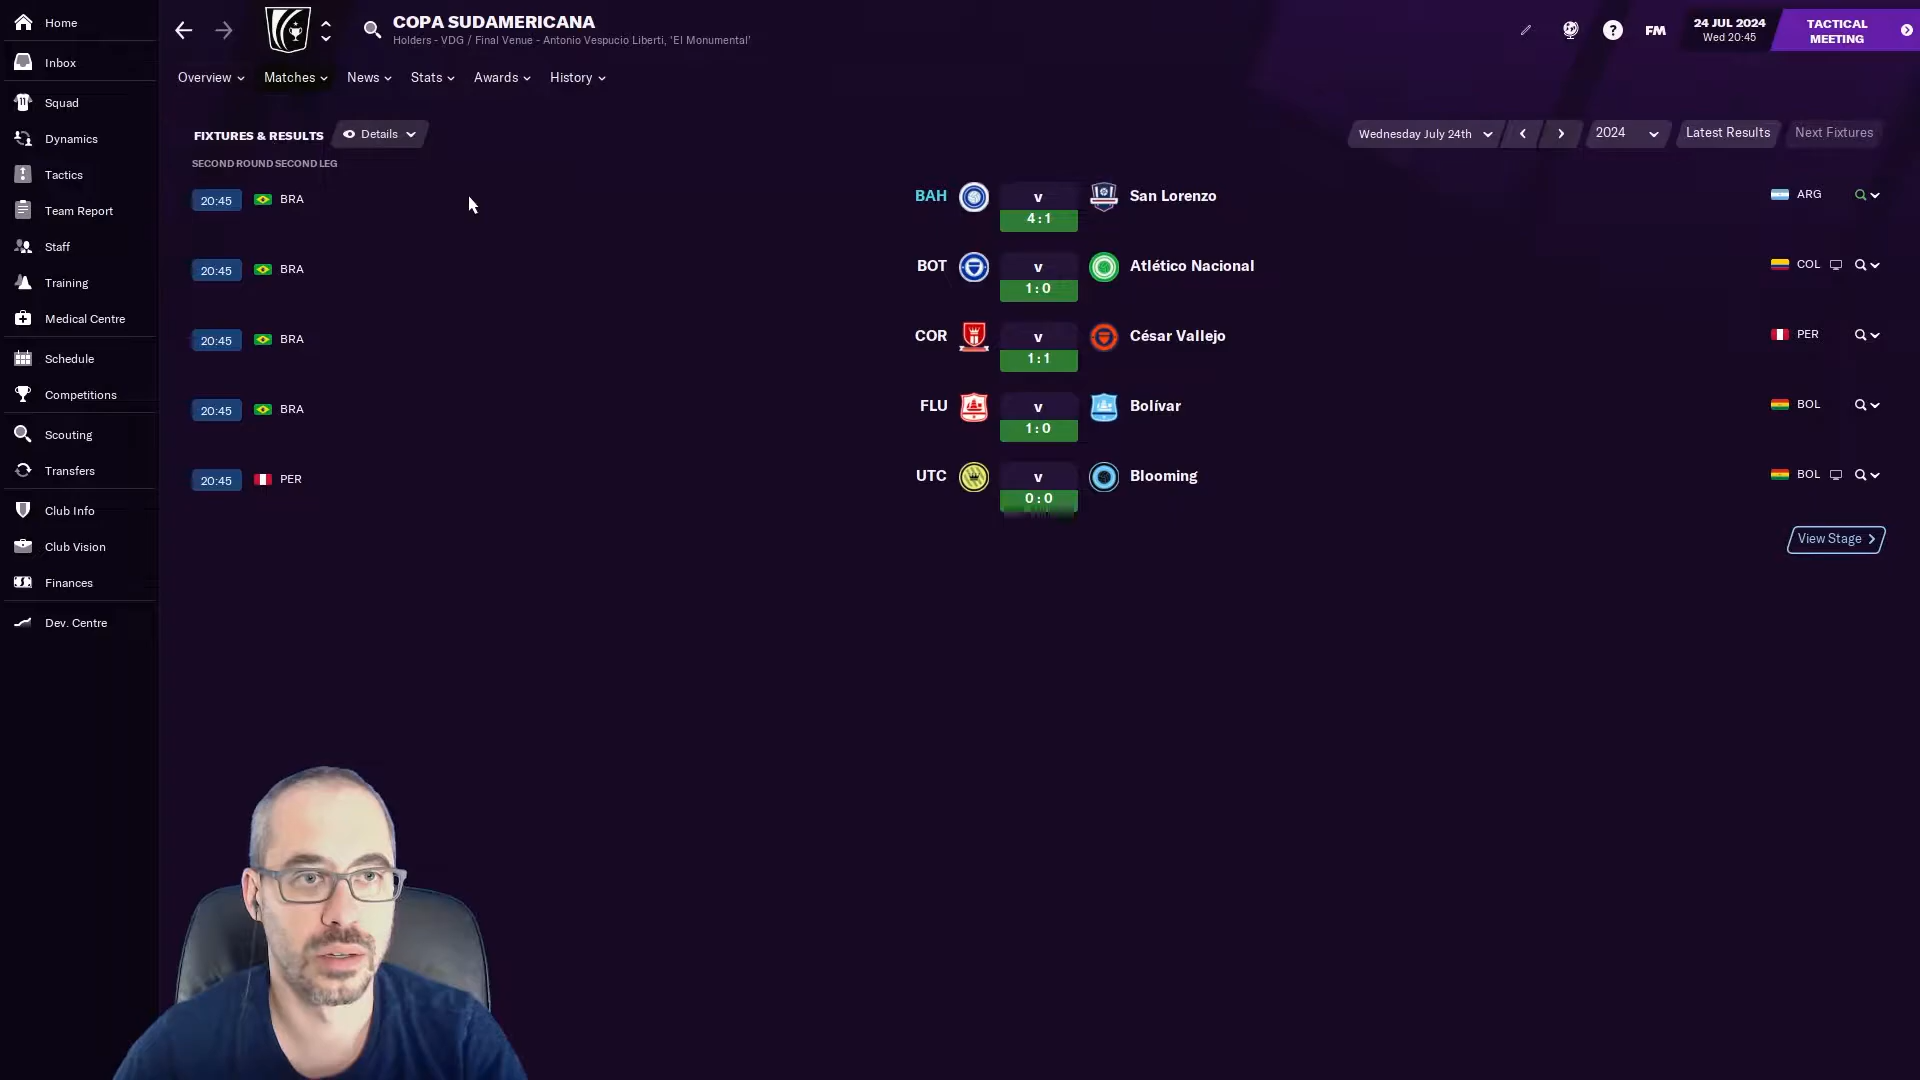 Home
Inbox
Squad
Dynamics
Tactics
Team Report
Staff
Training
Medical Centre
Schedule
Competitions
Scouting
Transfers
Club Info
Club Vision
Finances
Dev. Centre
COPA SUDAMERICANA
Holders - VDG / Final Venue - Antonio Vespucio Liberti, 'El Monumental'
FM
24 JUL 2024
Wed 20:45
TACTICAL MEETING
Overview Matches News Stats Awards History
FIXTURES & RESULTS Details
Wednesday July 24th 2024 Latest Results Next Fixtures
SECOND ROUND SECOND LEG
20:45 BRA BAH v San Lorenzo ARG
4 : 1
20:45 BRA BOT v Atlético Nacional COL
1 : 0
20:45 BRA COR v César Vallejo PER
1 : 1
20:45 BRA FLU v Bolívar BOL
1 : 0
20:45 PER UTC v Blooming BOL
0 : 0
View Stage